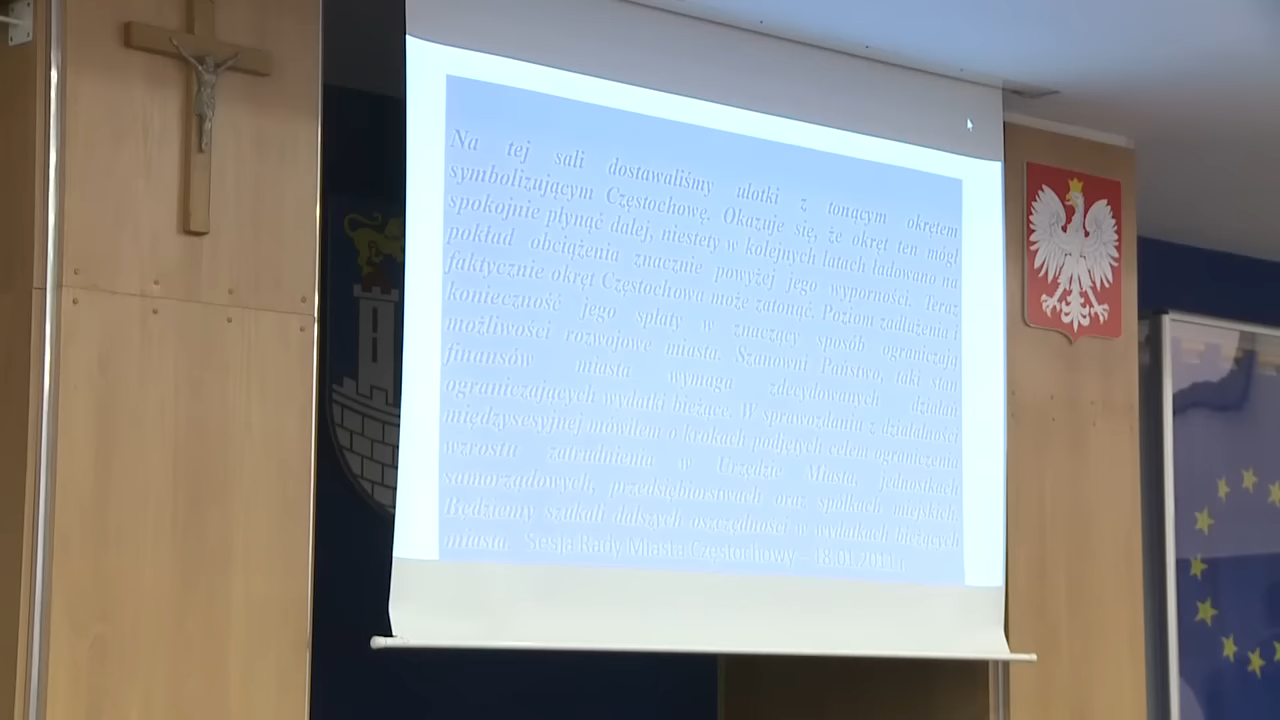 Na tej sali dostawaliśmy ulotki z tonącym okrętem
symbolizującym Częstochowę. Okazuje się, że okręt ten mógł
spokojnie płynąć dalej, niestety w kolejnych latach ładowano na
pokład obciążenia znacznie powyżej jego wyporności. Teraz
faktycznie okręt Częstochowa może zatonąć. Poziom zadłużenia i
konieczność jego spłaty w znaczący sposób ograniczają
możliwości rozwojowe miasta. Szanowni Państwo, taki stan
finansów miasta wymaga zdecydowanych działań
ograniczających wydatki bieżące. W sprawozdaniu z działalności
międzysesyjnej mówiłem o krokach podjętych celem ograniczenia
wzrostu zatrudnienia w Urzędzie Miasta, jednostkach
samorządowych, przedsiębiorstwach oraz spółkach miejskich.
Będziemy szukali dalszych oszczędności w wydatkach bieżących
miasta. Sesja Rady Miasta Częstochowy – 18.01.2011 r.